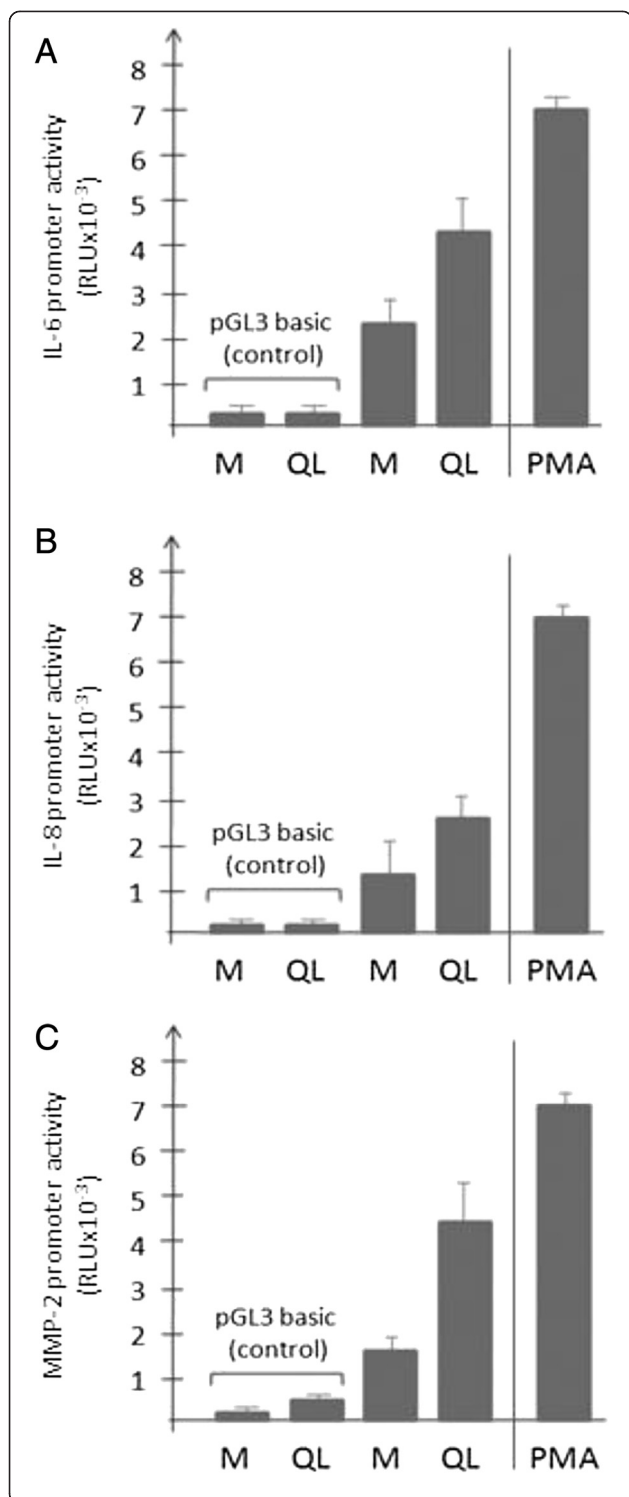 A
IL-6 promoter activity
(RLUx10⁻³)
8
7
6
5
4
3
2
1
pGL3 basic
(control)
M QL M QL PMA
B
IL-8 promoter activity
(RLUx10⁻³)
8
7
6
5
4
3
2
1
pGL3 basic
(control)
M QL M QL PMA
C
MMP-2 promoter activity
(RLUx10⁻³)
8
7
6
5
4
3
2
1
pGL3 basic
(control)
M QL M QL PMA